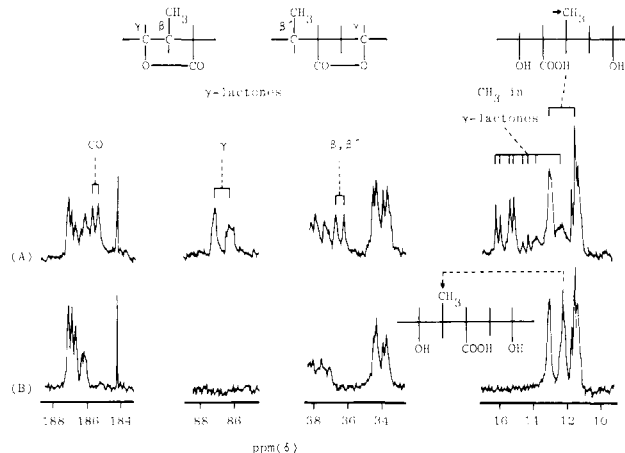 CH3 CH3 →CH3
γ β β´ γ
C C C C
O CO CO O
OH COOH OH
γ-lactones
CH3 in
γ-lactones
CO γ β,β´
(A)
CH3
OH COOH OH
(B)
188 186 184 88 86 38 36 34 16 13 12 10
ppm(δ)